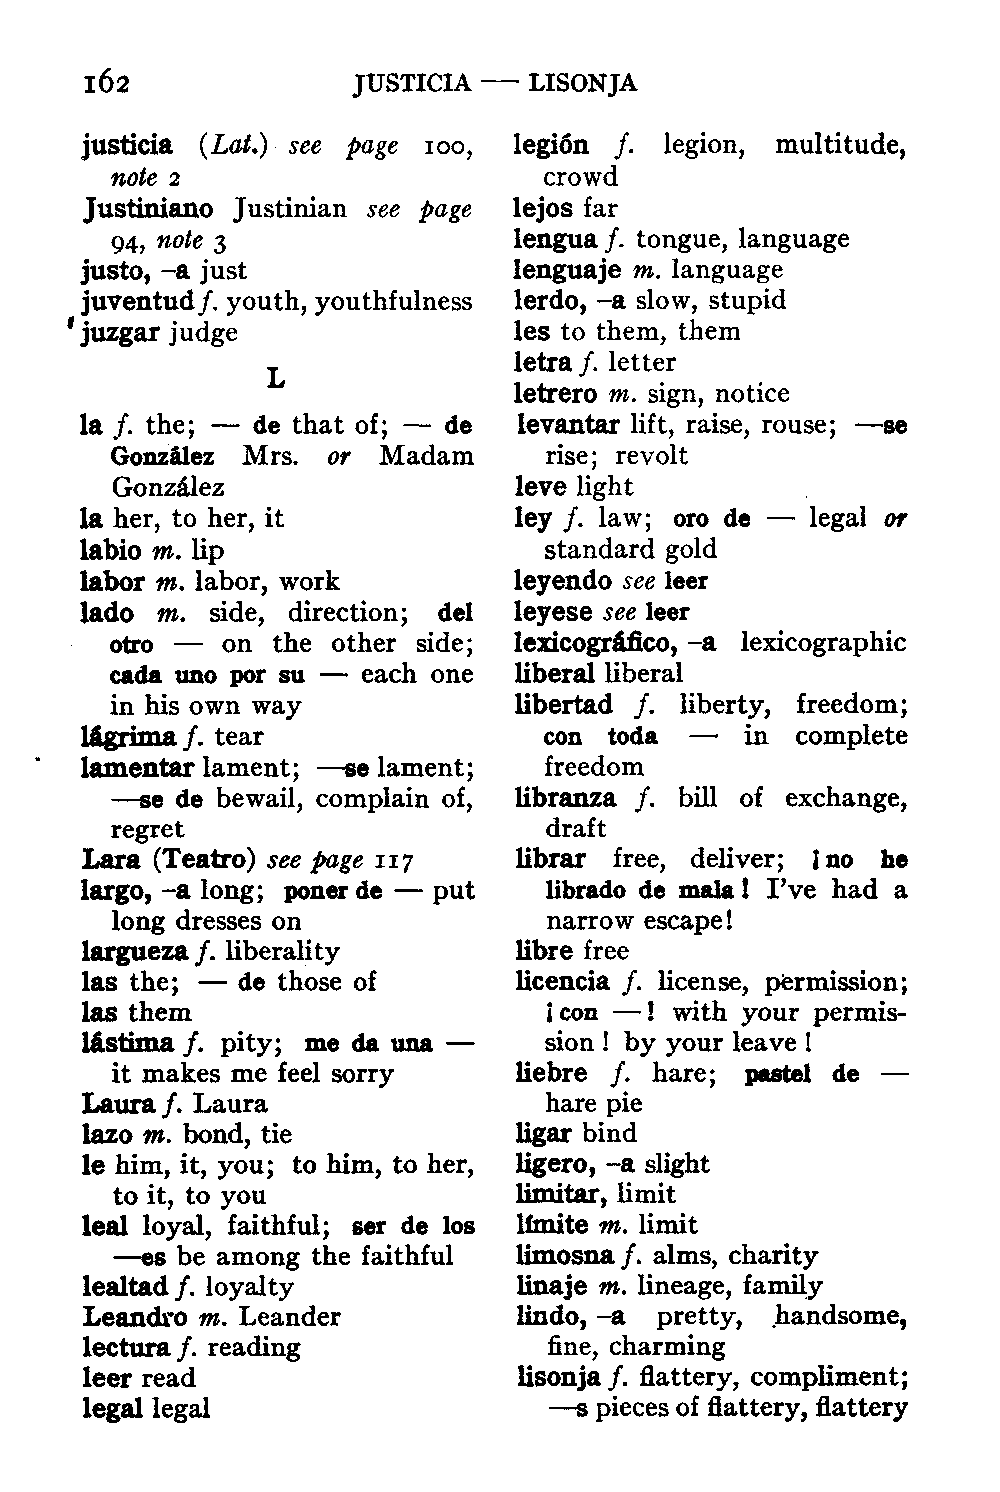 162 JUSTICIA — LISONJA
justicia (Lat.) see page 100,
note 2
Justiniano Justinian see page
94, note 3
justo, –a just
juventud f. youth, youthfulness
juzgar judge
L
la f. the; — de that of; — de
González Mrs. or Madam
González
la her, to her, it
labio m. lip
labor m. labor, work
lado m. side, direction; del
otro — on the other side;
cada uno por su — each one
in his own way
lágrima f. tear
lamentar lament; —se lament;
—se de bewail, complain of,
regret
Lara (Teatro) see page 117
largo, –a long; poner de — put
long dresses on
largueza f. liberality
las the; — de those of
las them
lástima f. pity; me da una —
it makes me feel sorry
Laura f. Laura
lazo m. bond, tie
le him, it, you; to him, to her,
to it, to you
leal loyal, faithful; ser de los
—es be among the faithful
lealtad f. loyalty
Leandro m. Leander
lectura f. reading
leer read
legal legal
legión f. legion, multitude,
crowd
lejos far
lengua f. tongue, language
lenguaje m. language
lerdo, –a slow, stupid
les to them, them
letra f. letter
letrero m. sign, notice
levantar lift, raise, rouse; —se
rise; revolt
leve light
ley f. law; oro de — legal or
standard gold
leyendo see leer
leyese see leer
lexicográfico, –a lexicographic
liberal liberal
libertad f. liberty, freedom;
con toda — in complete
freedom
libranza f. bill of exchange,
draft
librar free, deliver; ¡no he
librado de mala! I've had a
narrow escape!
libre free
licencia f. license, permission;
¡con —! with your permis-
sion! by your leave!
liebre f. hare; pastel de —
hare pie
ligar bind
ligero, –a slight
limitar, limit
límite m. limit
limosna f. alms, charity
linaje m. lineage, family
lindo, –a pretty, handsome,
fine, charming
lisonja f. flattery, compliment;
—s pieces of flattery, flattery